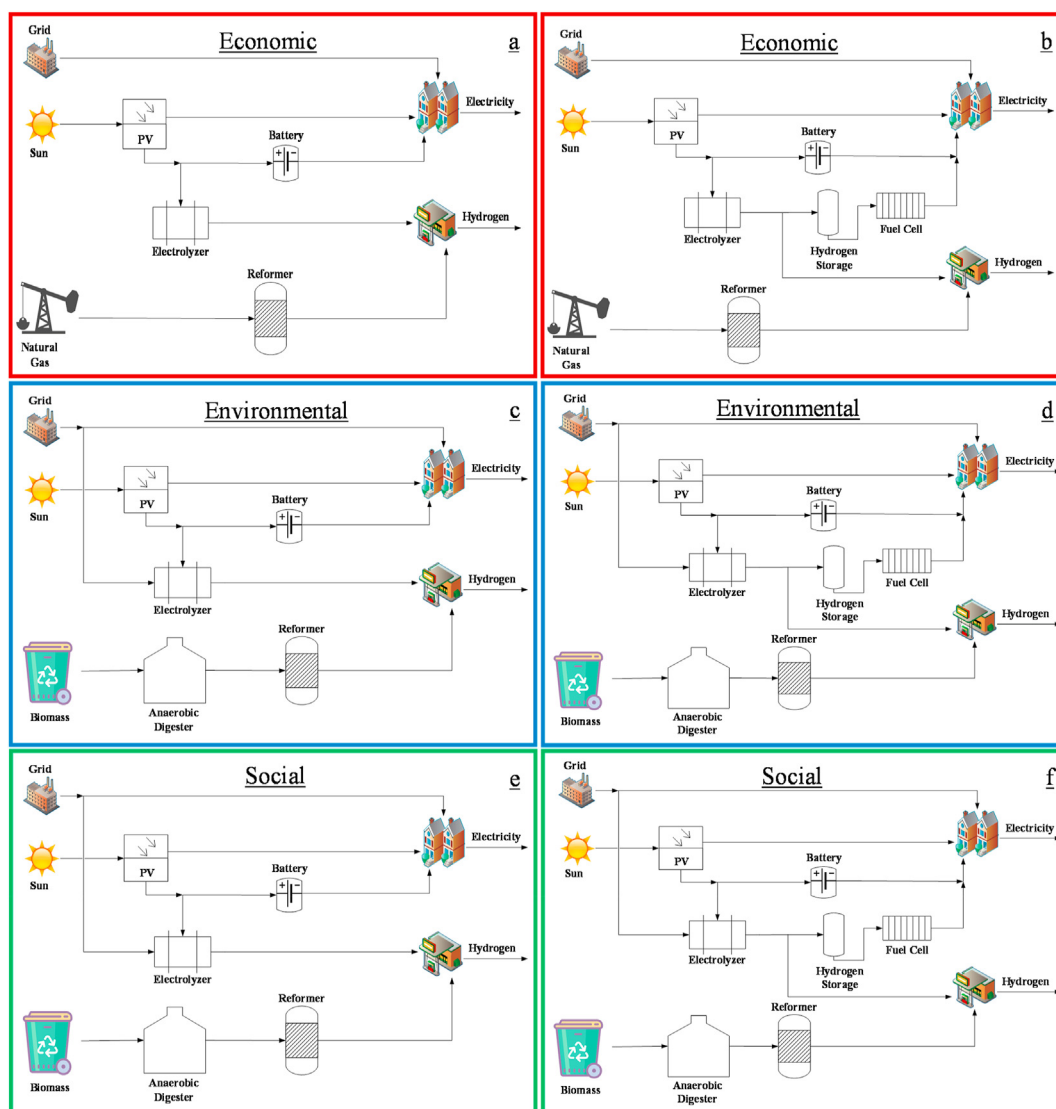 Grid
Economic
a
Electricity
PV
Battery
Sun
Hydrogen
Electrolyzer
Reformer
Natural
Gas
Grid
Economic
b
Electricity
PV
Battery
Sun
Electrolyzer
Hydrogen
Storage
Fuel Cell
Hydrogen
Reformer
Natural
Gas
Grid
Environmental
c
Electricity
PV
Battery
Sun
Hydrogen
Electrolyzer
Reformer
Biomass
Anaerobic
Digester
Grid
Environmental
d
Electricity
PV
Battery
Sun
Electrolyzer
Hydrogen
Storage
Fuel Cell
Hydrogen
Reformer
Biomass
Anaerobic
Digester
Grid
Social
e
Electricity
PV
Battery
Sun
Hydrogen
Electrolyzer
Reformer
Biomass
Anaerobic
Digester
Grid
Social
f
Electricity
PV
Battery
Sun
Electrolyzer
Hydrogen
Storage
Fuel Cell
Hydrogen
Reformer
Biomass
Anaerobic
Digester